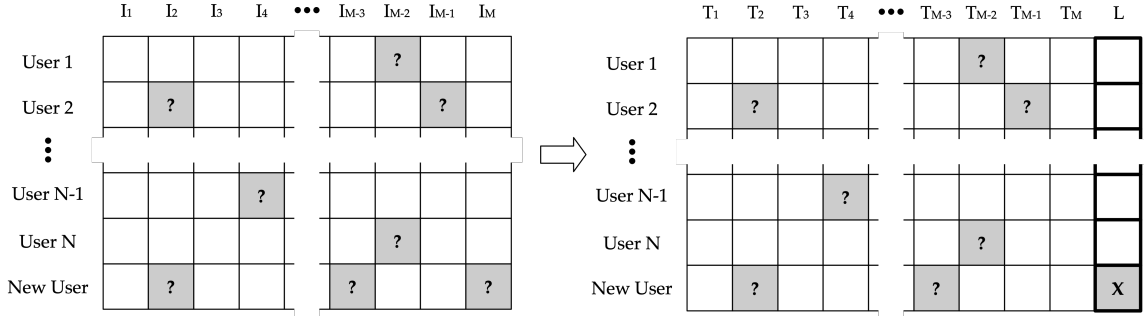 I1 I2 I3 I4 ••• IM-3 IM-2 IM-1 IM
User 1 ?
User 2 ? ?
User N-1 ?
User N ?
New User ? ? ?
T1 T2 T3 T4 ••• TM-3 TM-2 TM-1 TM L
User 1 ?
User 2 ? ?
User N-1 ?
User N ?
New User ? ? X